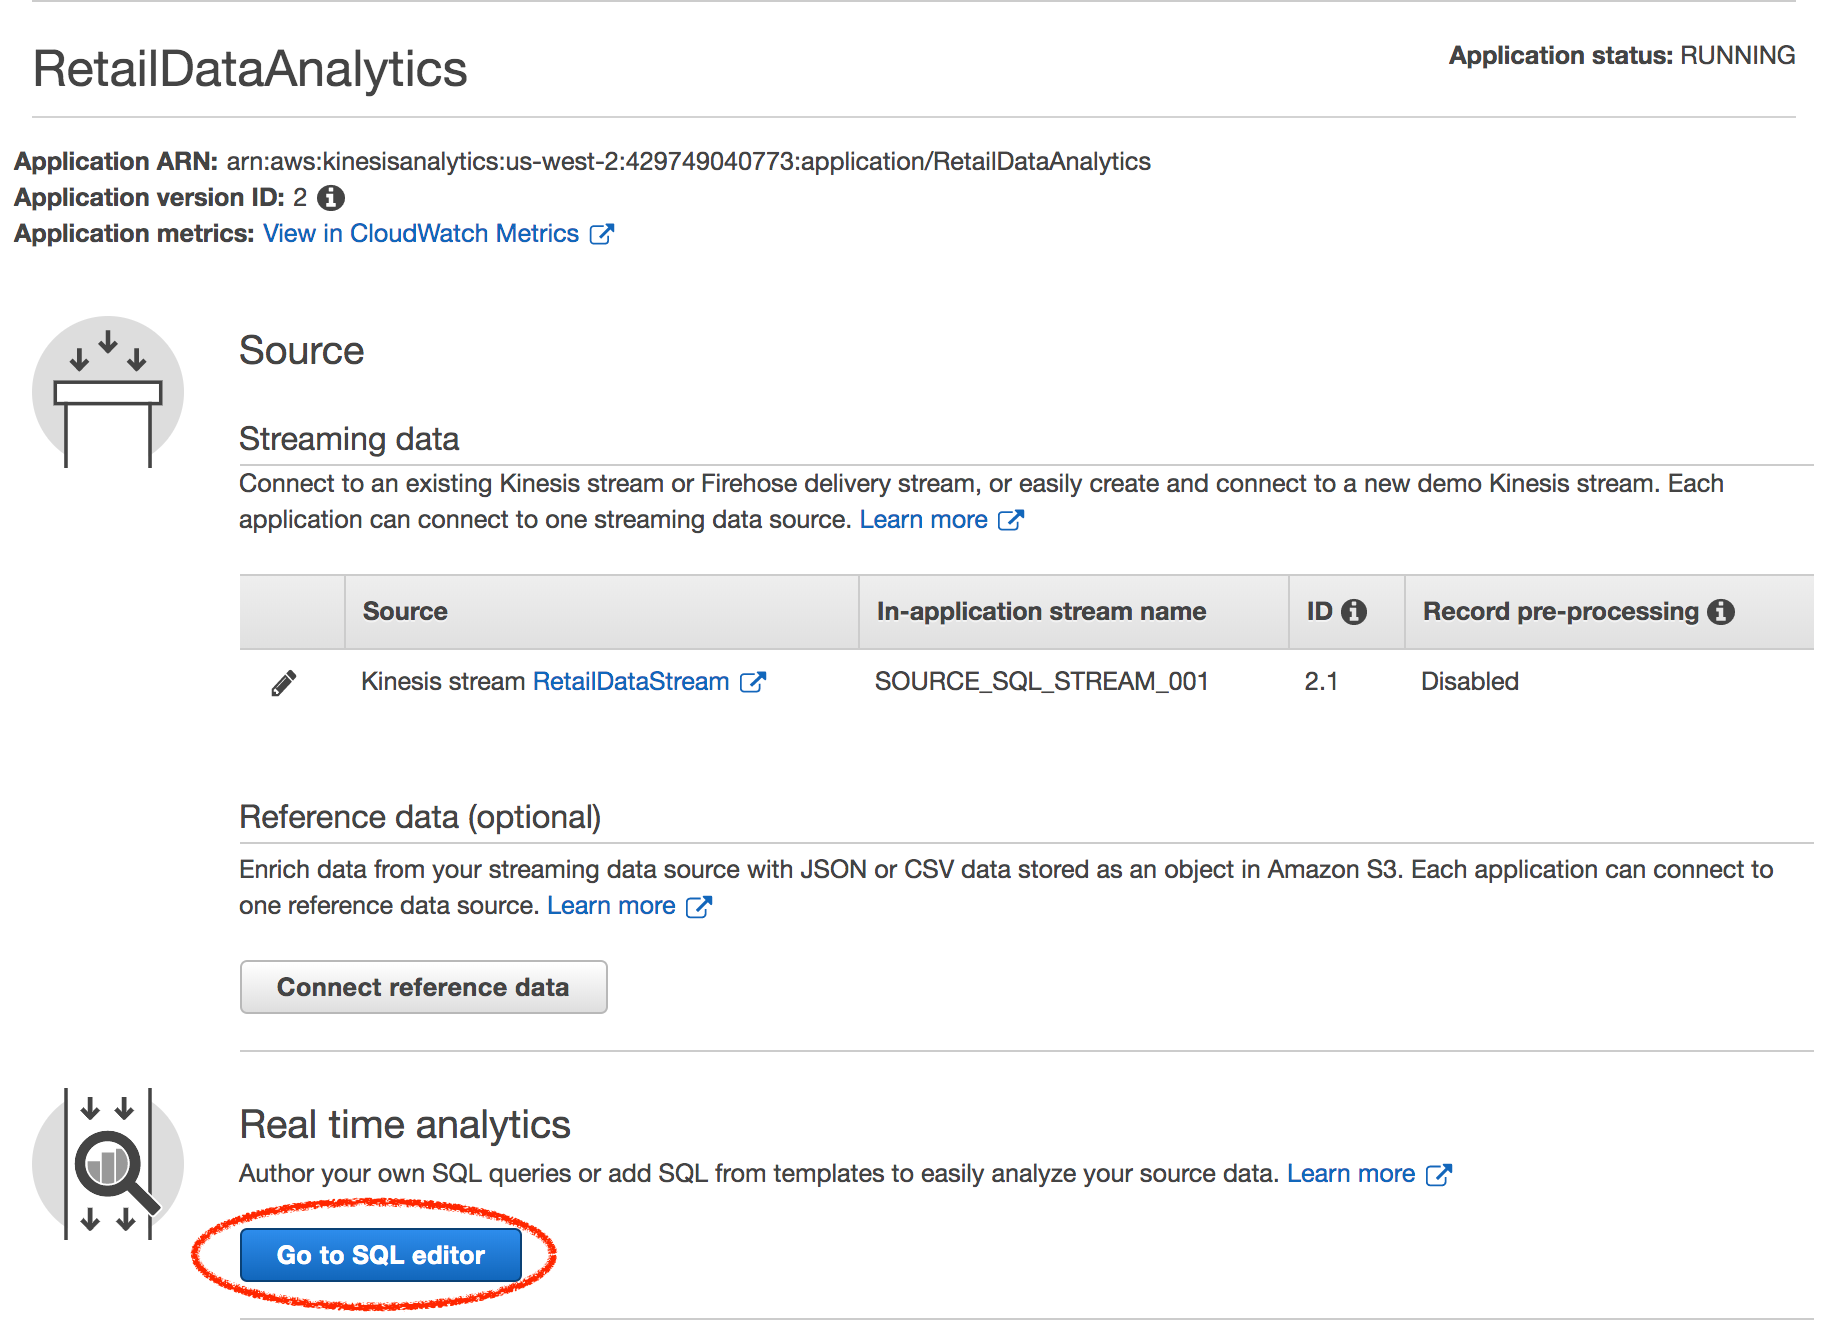 RetailDataAnalytics
Application status: RUNNING
Application ARN: arn:aws:kinesisanalytics:us-west-2:429749040773:application/RetailDataAnalytics
Application version ID: 2
Application metrics: View in CloudWatch Metrics
Source
Streaming data
Connect to an existing Kinesis stream or Firehose delivery stream, or easily create and connect to a new demo Kinesis stream. Each
application can connect to one streaming data source. Learn more
Source In-application stream name ID Record pre-processing
Kinesis stream RetailDataStream SOURCE_SQL_STREAM_001 2.1 Disabled
Reference data (optional)
Enrich data from your streaming data source with JSON or CSV data stored as an object in Amazon S3. Each application can connect to
one reference data source. Learn more
Connect reference data
Real time analytics
Author your own SQL queries or add SQL from templates to easily analyze your source data. Learn more
Go to SQL editor